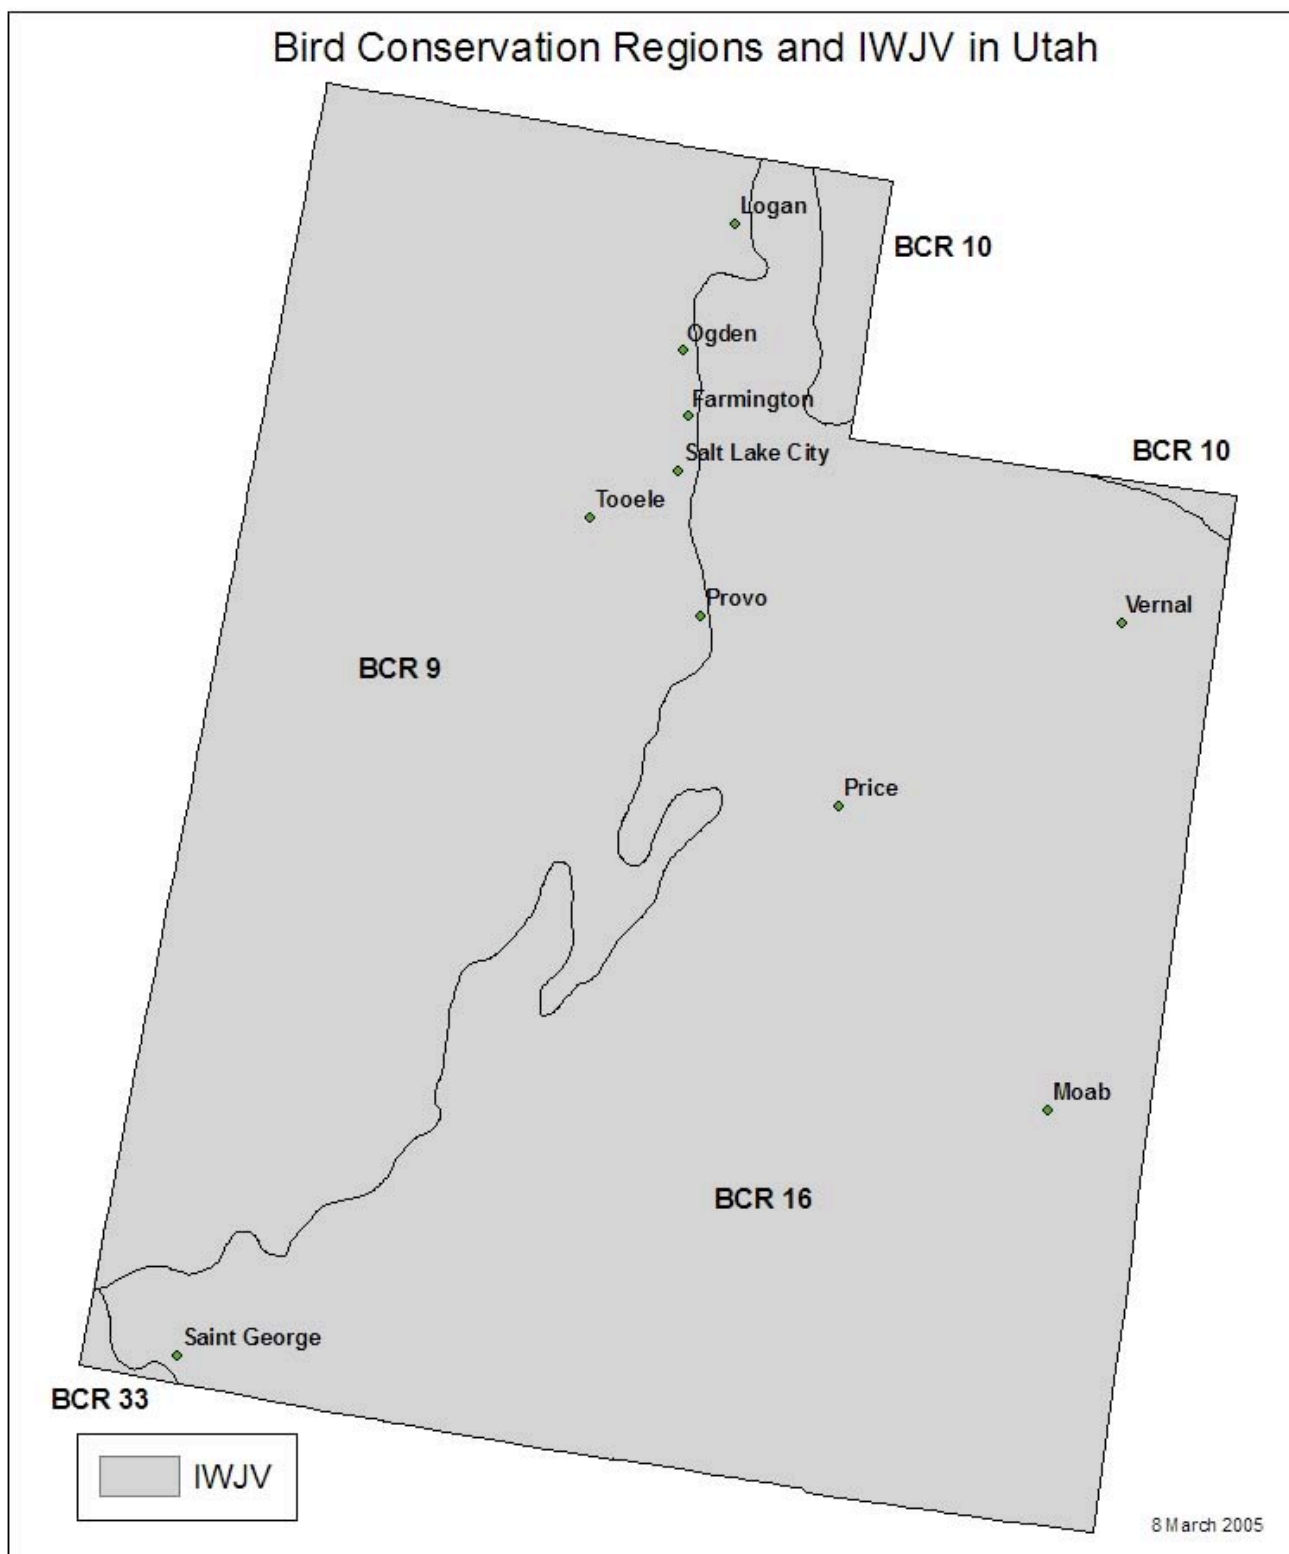 Bird Conservation Regions and IWJV in Utah
Logan
BCR 10
Ogden
Farmington
Salt Lake City
BCR 10
Tooele
Provo
Vernal
BCR 9
Price
Moab
BCR 16
Saint George
BCR 33
IWJV
8 March 2005